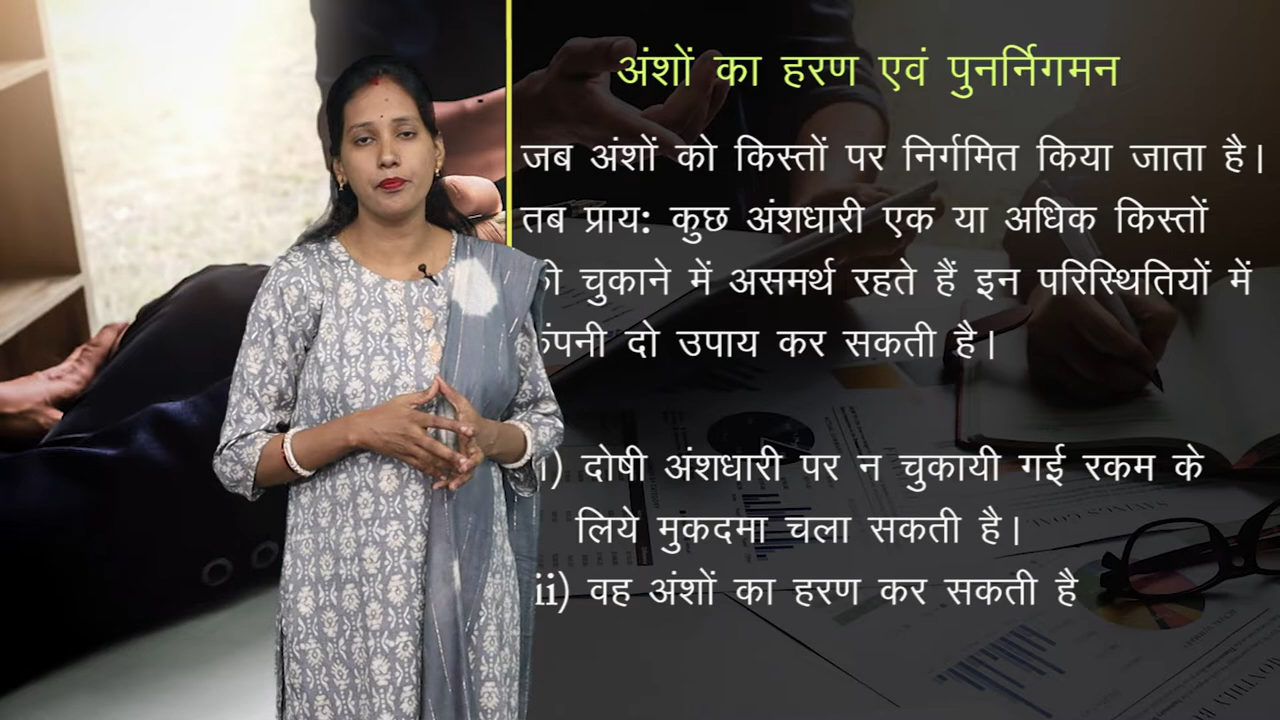 अंशों का हरण एवं पुनर्निगमन
जब अंशों को किस्तों पर निर्गमित किया जाता है।
तब प्राय: कुछ अंशधारी एक या अधिक किस्तों
चुकाने में असमर्थ रहते हैं इन परिस्थितियों में
कंपनी दो उपाय कर सकती है।
i) दोषी अंशधारी पर न चुकायी गई रकम के
लिये मुकदमा चला सकती है।
ii) वह अंशों का हरण कर सकती है